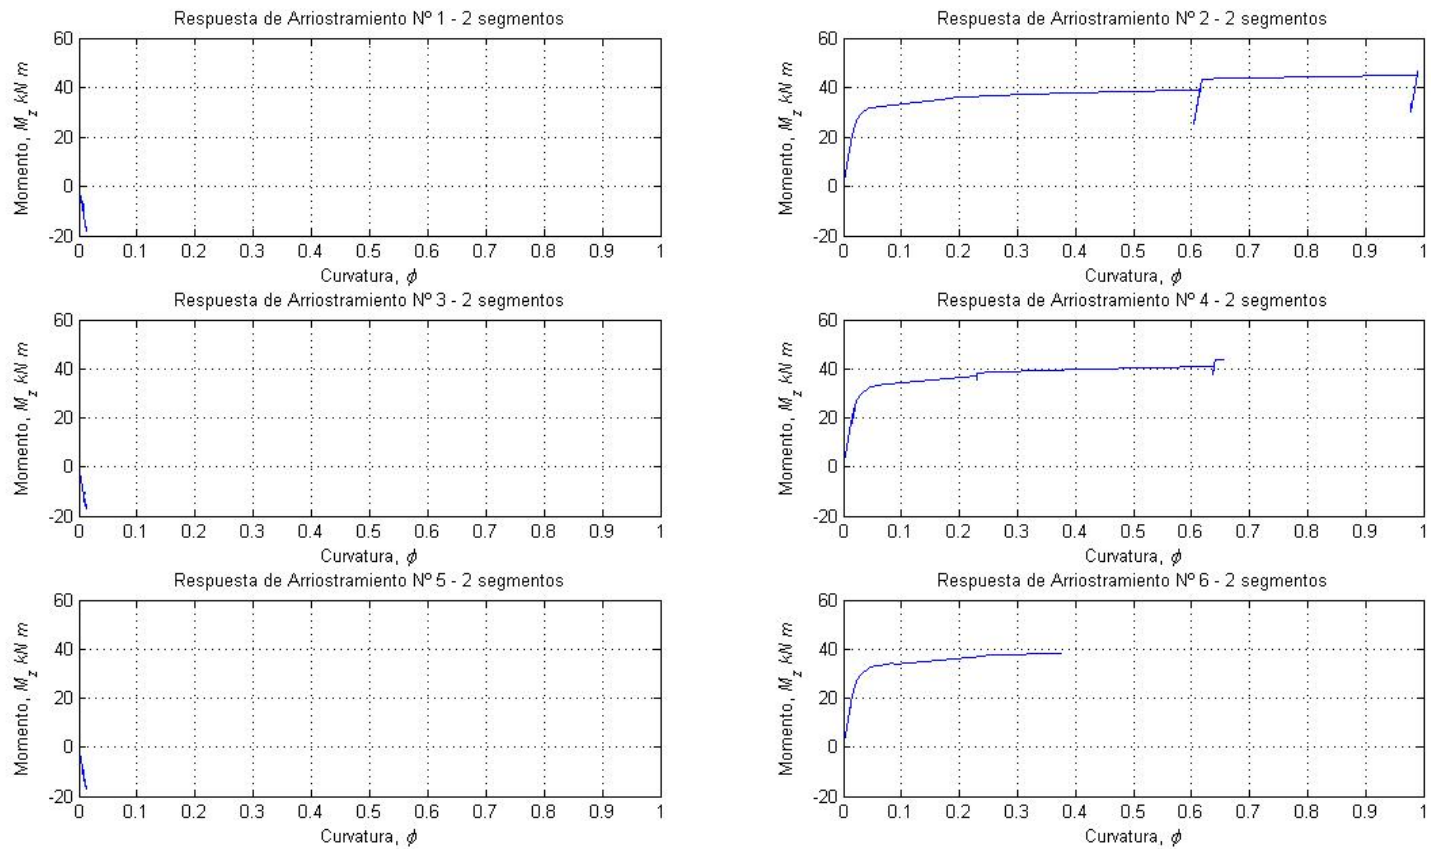 Respuesta de Arriostramiento Nº 1 - 2 segmentos
60
40
20
0
-20
Momento, M_z kN m
0 0.1 0.2 0.3 0.4 0.5 0.6 0.7 0.8 0.9 1
Curvatura, ϕ
Respuesta de Arriostramiento Nº 2 - 2 segmentos
60
40
20
0
-20
Momento, M_z kN m
0 0.1 0.2 0.3 0.4 0.5 0.6 0.7 0.8 0.9 1
Curvatura, ϕ
Respuesta de Arriostramiento Nº 3 - 2 segmentos
60
40
20
0
-20
Momento, M_z kN m
0 0.1 0.2 0.3 0.4 0.5 0.6 0.7 0.8 0.9 1
Curvatura, ϕ
Respuesta de Arriostramiento Nº 4 - 2 segmentos
60
40
20
0
-20
Momento, M_z kN m
0 0.1 0.2 0.3 0.4 0.5 0.6 0.7 0.8 0.9 1
Curvatura, ϕ
Respuesta de Arriostramiento Nº 5 - 2 segmentos
60
40
20
0
-20
Momento, M_z kN m
0 0.1 0.2 0.3 0.4 0.5 0.6 0.7 0.8 0.9 1
Curvatura, ϕ
Respuesta de Arriostramiento Nº 6 - 2 segmentos
60
40
20
0
-20
Momento, M_z kN m
0 0.1 0.2 0.3 0.4 0.5 0.6 0.7 0.8 0.9 1
Curvatura, ϕ